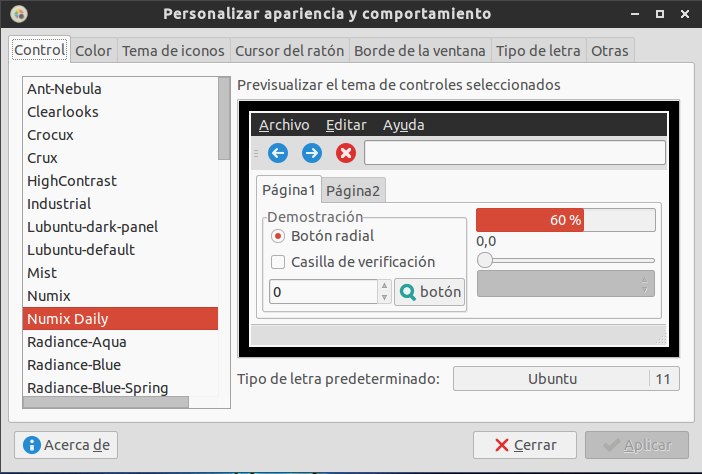 Personalizar apariencia y comportamiento
Control Color Tema de iconos Cursor del ratón Borde de la ventana Tipo de letra Otras
Ant-Nebula
Clearlooks
Crocux
Crux
HighContrast
Industrial
Lubuntu-dark-panel
Lubuntu-default
Mist
Numix
Numix Daily
Radiance-Aqua
Radiance-Blue
Radiance-Blue-Spring
Previsualizar el tema de controles seleccionados
Archivo Editar Ayuda
Página1 Página2
Demostración
Botón radial
Casilla de verificación
0 botón
60 %
0,0
Tipo de letra predeterminado: Ubuntu 11
Acerca de Cerrar Aplicar